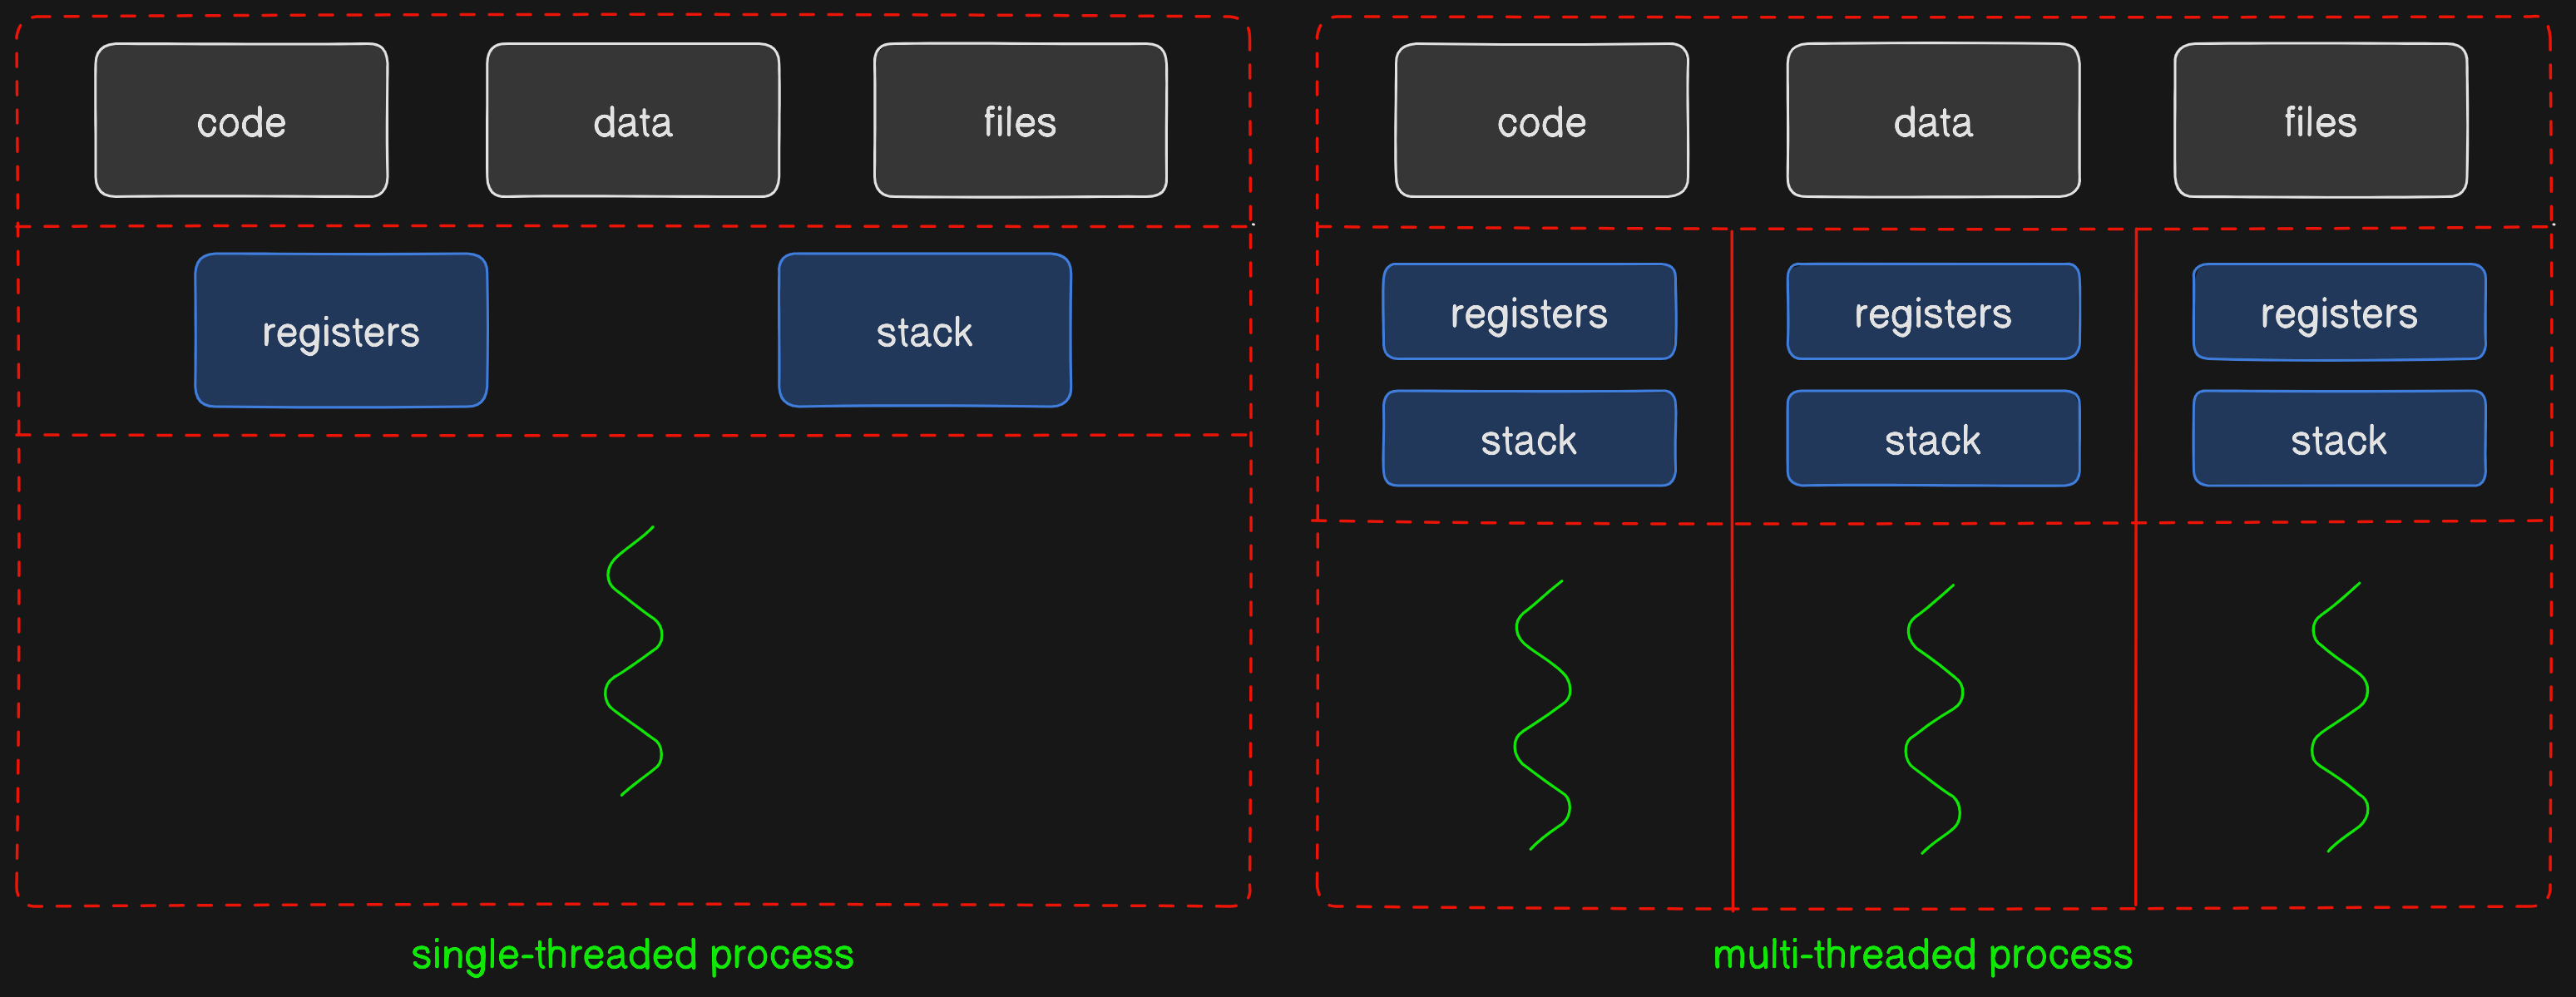 code data files
registers stack
single-threaded process
code data files
registers registers registers
stack stack stack
multi-threaded process